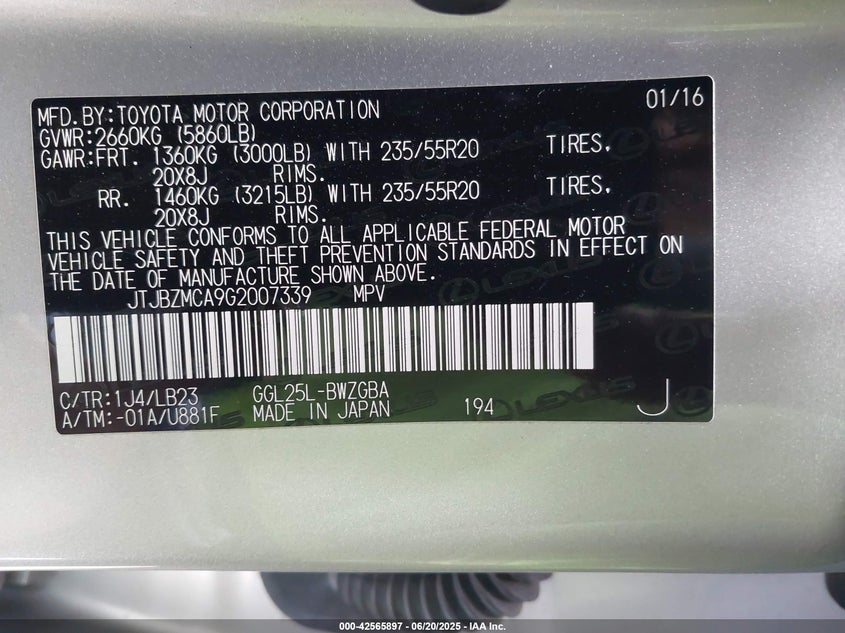 MFD.BY:TOYOTA MOTOR CORPORATION 01/16
GVWR:2660KG (5860LB)
GAWR:FRT. 1360KG (3000LB) WITH 235/55R20 TIRES,
20X8J RIMS.
RR. 1460KG (3215LB) WITH 235/55R20 TIRES,
20X8J RIMS.
THIS VEHICLE CONFORMS TO ALL APPLICABLE FEDERAL MOTOR
VEHICLE SAFETY AND THEFT PREVENTION STANDARDS IN EFFECT ON
THE DATE OF MANUFACTURE SHOWN ABOVE.
JTJBZMCA9G2007339 MPV
C/TR:1J4/LB23 GGL25L-BWZGBA
A/TM:-01A/U881F MADE IN JAPAN 194 J
LEXUS
000-42565897 - 06/20/2025 - IAA Inc.